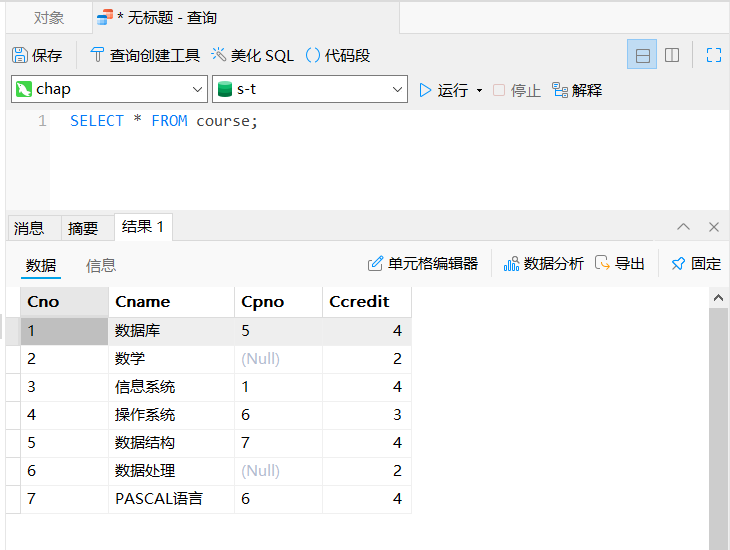 对象 * 无标题 - 查询
保存 查询创建工具 美化 SQL () 代码段
chap s-t 运行 停止 解释
1 SELECT * FROM course;
消息 摘要 结果 1
数据 信息 单元格编辑器 数据分析 导出 固定
Cno Cname Cpno Ccredit
1 数据库 5 4
2 数学 (Null) 2
3 信息系统 1 4
4 操作系统 6 3
5 数据结构 7 4
6 数据处理 (Null) 2
7 PASCAL语言 6 4